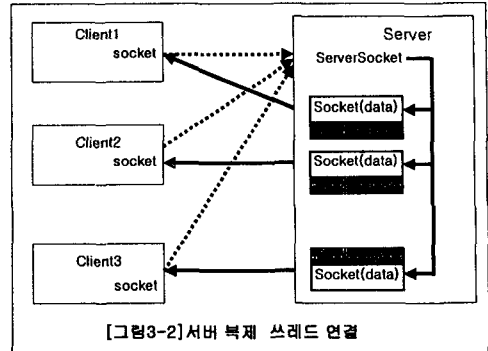 Client1
socket
Client2
socket
Client3
socket
Server
ServerSocket
Socket(data)
Socket(data)
Socket(data)
[그림3-2]서버 복제 쓰레드 연결